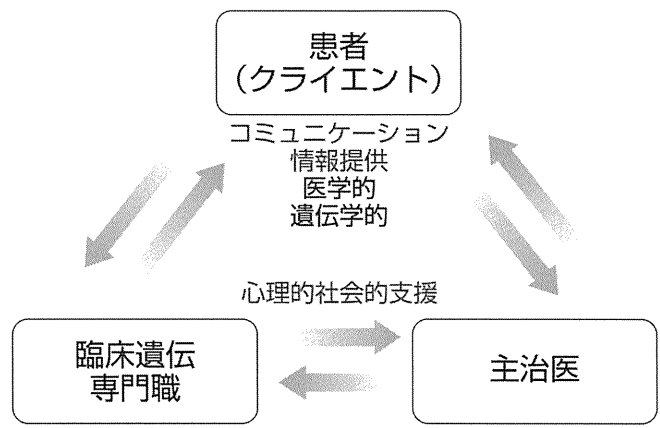 患者
（クライエント）
コミュニケーション
情報提供
医学的
遺伝学的
心理的社会的支援
臨床遺伝
専門職
主治医